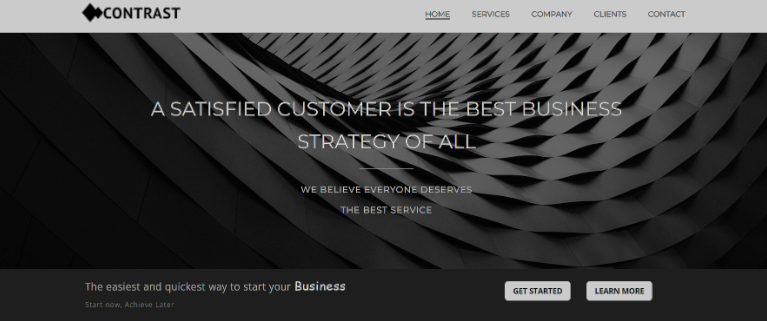 CONTRAST
HOME SERVICES COMPANY CLIENTS CONTACT
A SATISFIED CUSTOMER IS THE BEST BUSINESS
STRATEGY OF ALL
WE BELIEVE EVERYONE DESERVES
THE BEST SERVICE
The easiest and quickest way to start your Business
Start now, Achieve Later
GET STARTED LEARN MORE